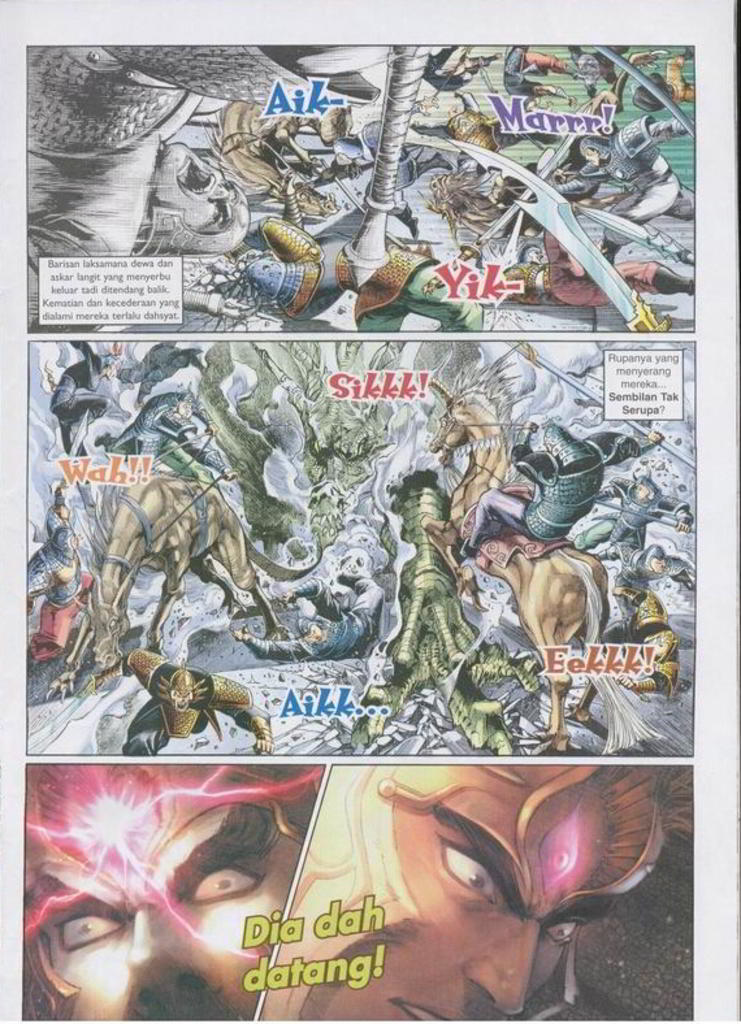 Aik-
Marrr!
Yik-
Barisan laksamana dewa dan
askar langit yang menyerbu
keluar tadi ditendang balik.
Kematian dan kecederaan yang
dialami mereka terlalu dahsyat.
Sikkk!
Rupanya yang
menyerang
mereka...
Sembilan Tak
Serupa?
Wah!!
Eekkk!
Aikk...
Dia dah
datang!